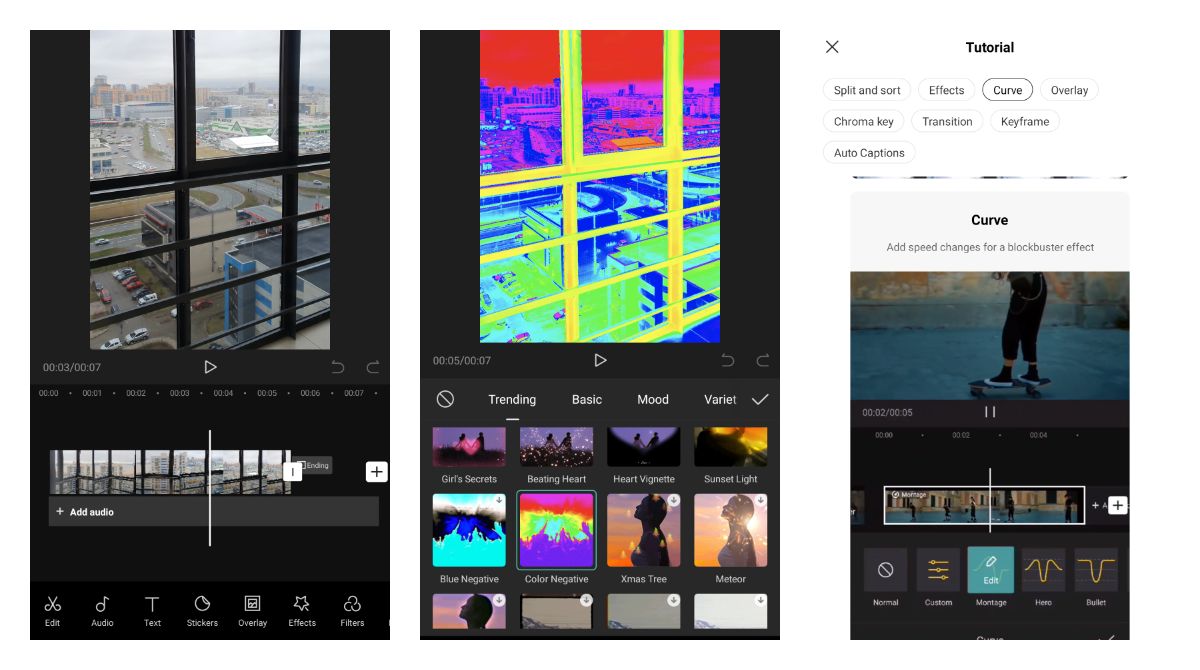 00:03/00:07
00:00 00:01 00:02 00:03 00:04 00:05 00:06 00:07
Ending
+ Add audio
Edit Audio Text Stickers Overlay Effects Filters
00:05/00:07
Trending Basic Mood Variet
Girl's Secrets Beating Heart Heart Vignette Sunset Light
Blue Negative Color Negative Xmas Tree Meteor
Tutorial
Split and sort Effects Curve Overlay
Chroma key Transition Keyframe
Auto Captions
Curve
Add speed changes for a blockbuster effect
00:02/00:05
00:00 00:02 00:04
Montage
+ A
Edit
Normal Custom Montage Hero Bullet
Curve